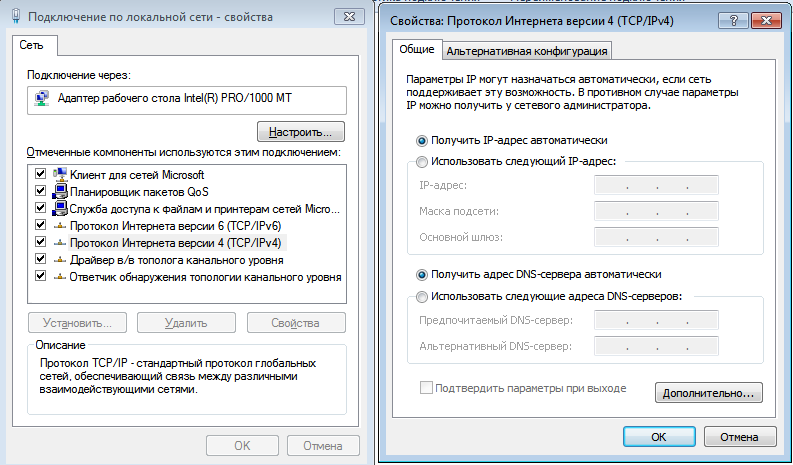 Подключение по локальной сети - свойства
Сеть
Подключение через:
Адаптер рабочего стола Intel(R) PRO/1000 MT
Настроить...
Отмеченные компоненты используются этим подключением:
Клиент для сетей Microsoft
Планировщик пакетов QoS
Служба доступа к файлам и принтерам сетей Micro...
Протокол Интернета версии 6 (TCP/IPv6)
Протокол Интернета версии 4 (TCP/IPv4)
Драйвер в/в тополога канального уровня
Ответчик обнаружения топологии канального уровня
Установить...
Удалить
Свойства
Описание
Протокол TCP/IP - стандартный протокол глобальных
сетей, обеспечивающий связь между различными
взаимодействующими сетями.
OK
Отмена
Свойства: Протокол Интернета версии 4 (TCP/IPv4)
Общие
Альтернативная конфигурация
Параметры IP могут назначаться автоматически, если сеть
поддерживает эту возможность. В противном случае параметры
IP можно получить у сетевого администратора.
Получить IP-адрес автоматически
Использовать следующий IP-адрес:
IP-адрес:
Маска подсети:
Основной шлюз:
Получить адрес DNS-сервера автоматически
Использовать следующие адреса DNS-серверов:
Предпочитаемый DNS-сервер:
Альтернативный DNS-сервер:
Подтвердить параметры при выходе
Дополнительно...
OK
Отмена